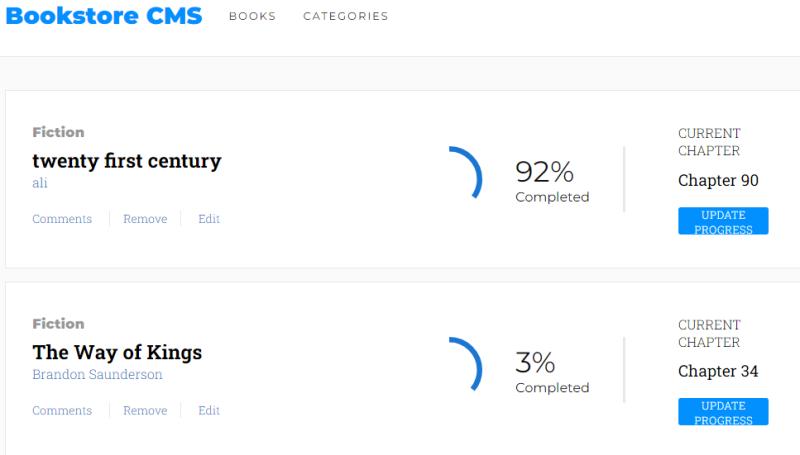 Bookstore CMS BOOKS CATEGORIES
Fiction
twenty first century
ali
Comments Remove Edit
92%
Completed
CURRENT
CHAPTER
Chapter 90
UPDATE
PROGRESS
Fiction
The Way of Kings
Brandon Saunderson
Comments Remove Edit
3%
Completed
CURRENT
CHAPTER
Chapter 34
UPDATE
PROGRESS